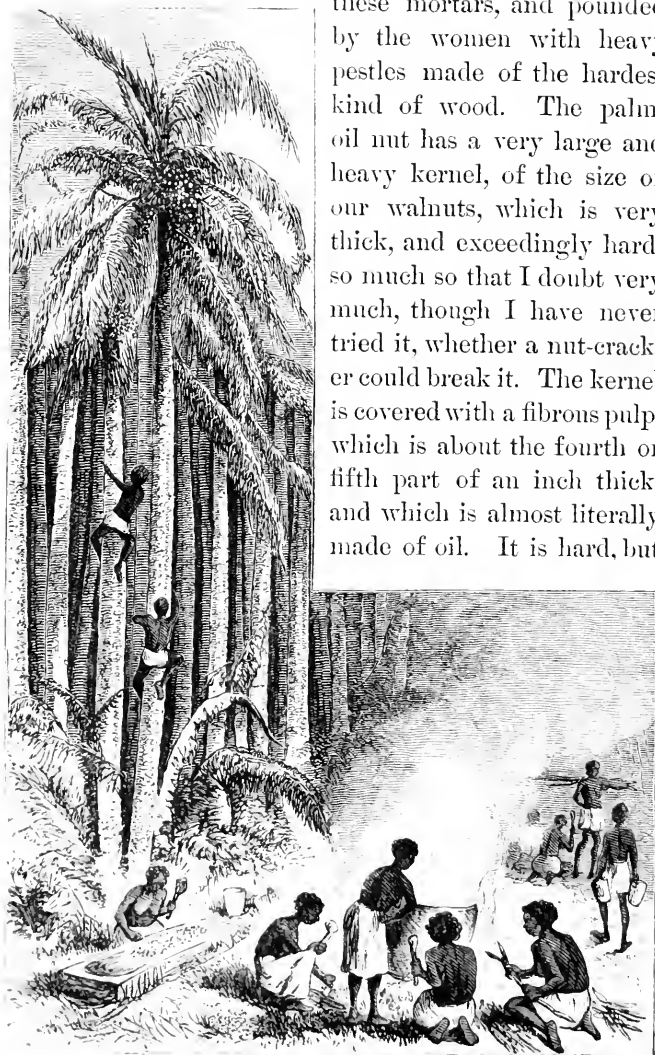 these mortars, and pounded
by the women with heavy
pestles made of the hardest
kind of wood. The palm
oil nut has a very large and
heavy kernel, of the size of
our walnuts, which is very
thick, and exceedingly hard,
so much so that I doubt very
much, though I have never
tried it, whether a nut-crack-
er could break it. The kernel
is covered with a fibrous pulp,
which is about the fourth or
fifth part of an inch thick,
and which is almost literally
made of oil. It is hard, but